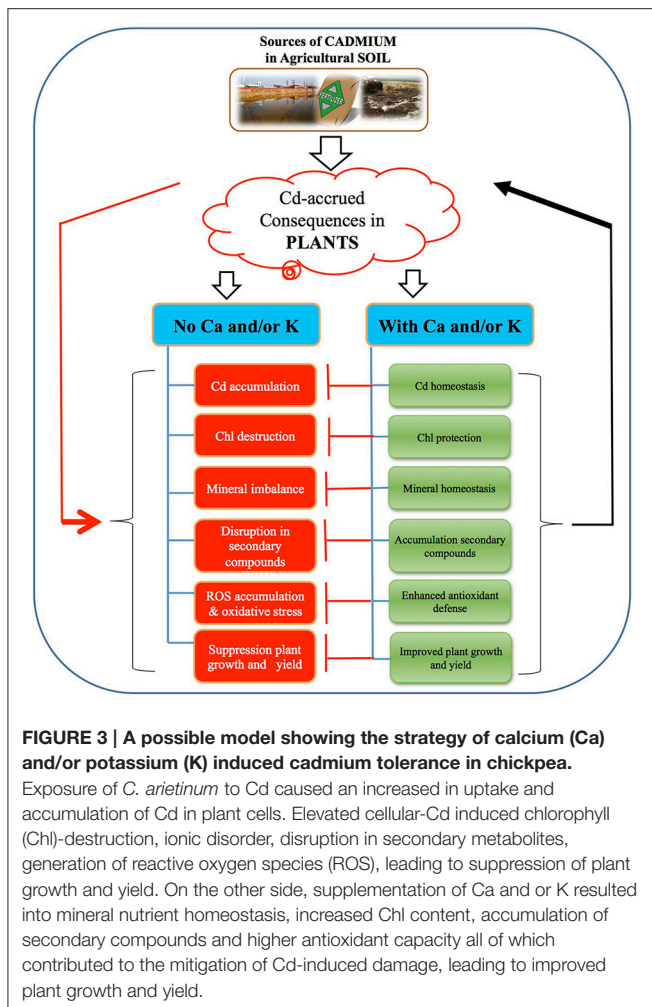 Sources of CADMIUM
in Agricultural SOIL
FERTILIZER
Cd-accrued
Consequences in
PLANTS
No Ca and/or K
With Ca and/or K
Cd accumulation
Cd homeostasis
Chl destruction
Chl protection
Mineral imbalance
Mineral homeostasis
Disruption in
secondary
compounds
Accumulation secondary
compounds
ROS accumulation
& oxidative stress
Enhanced antioxidant
defense
Suppression plant
growth and yield
Improved plant growth
and yield
FIGURE 3 | A possible model showing the strategy of calcium (Ca)
and/or potassium (K) induced cadmium tolerance in chickpea.
Exposure of C. arietinum to Cd caused an increased in uptake and
accumulation of Cd in plant cells. Elevated cellular-Cd induced chlorophyll
(Chl)-destruction, ionic disorder, disruption in secondary metabolites,
generation of reactive oxygen species (ROS), leading to suppression of plant
growth and yield. On the other side, supplementation of Ca and or K resulted
into mineral nutrient homeostasis, increased Chl content, accumulation of
secondary compounds and higher antioxidant capacity all of which
contributed to the mitigation of Cd-induced damage, leading to improved
plant growth and yield.